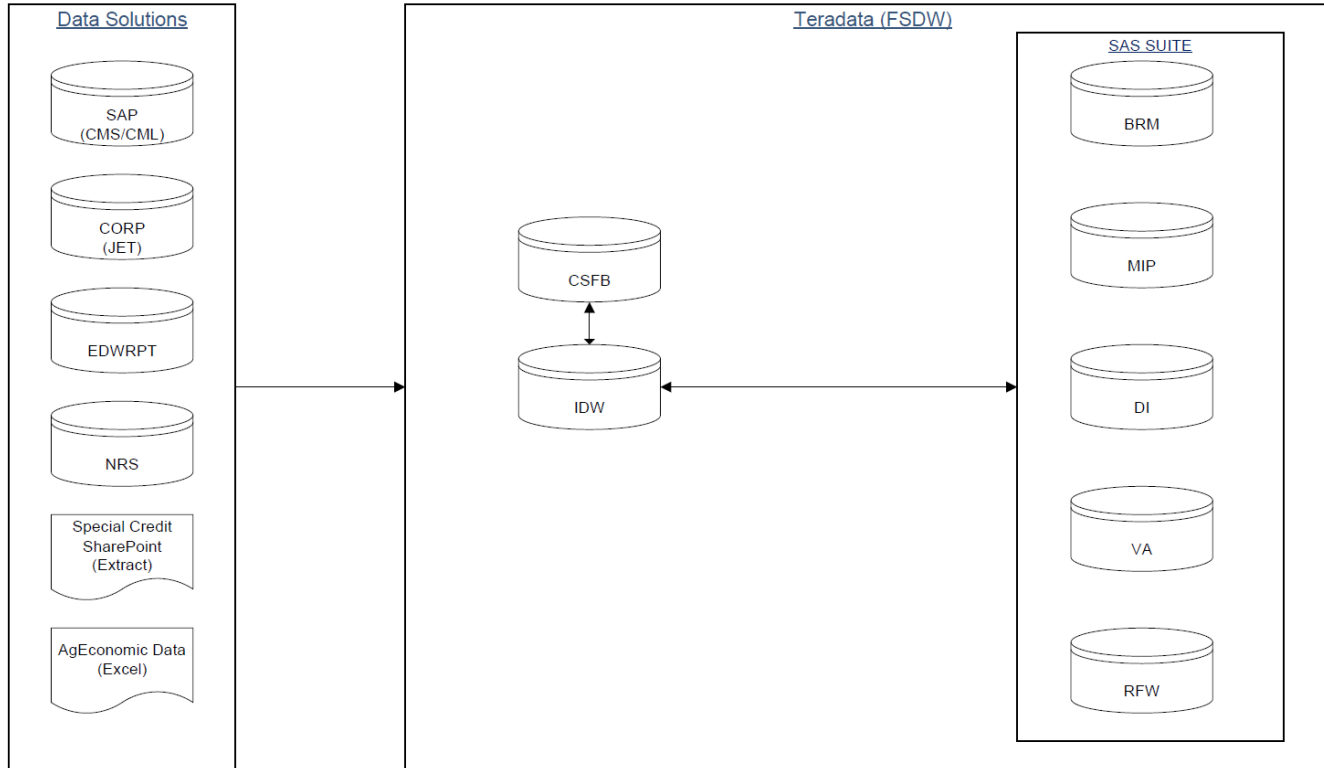 Data Solutions
SAP
(CMS/CML)
CORP
(JET)
EDWRPT
NRS
Special Credit
SharePoint
(Extract)
AgEconomic Data
(Excel)
Teradata (FSDW)
CSFB
IDW
SAS SUITE
BRM
MIP
DI
VA
RFW